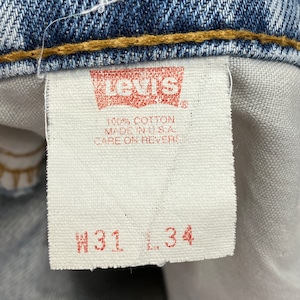 LEVI'S
100% COTTON
MADE IN U.S.A.
CARE ON REVERSE
W31 L34